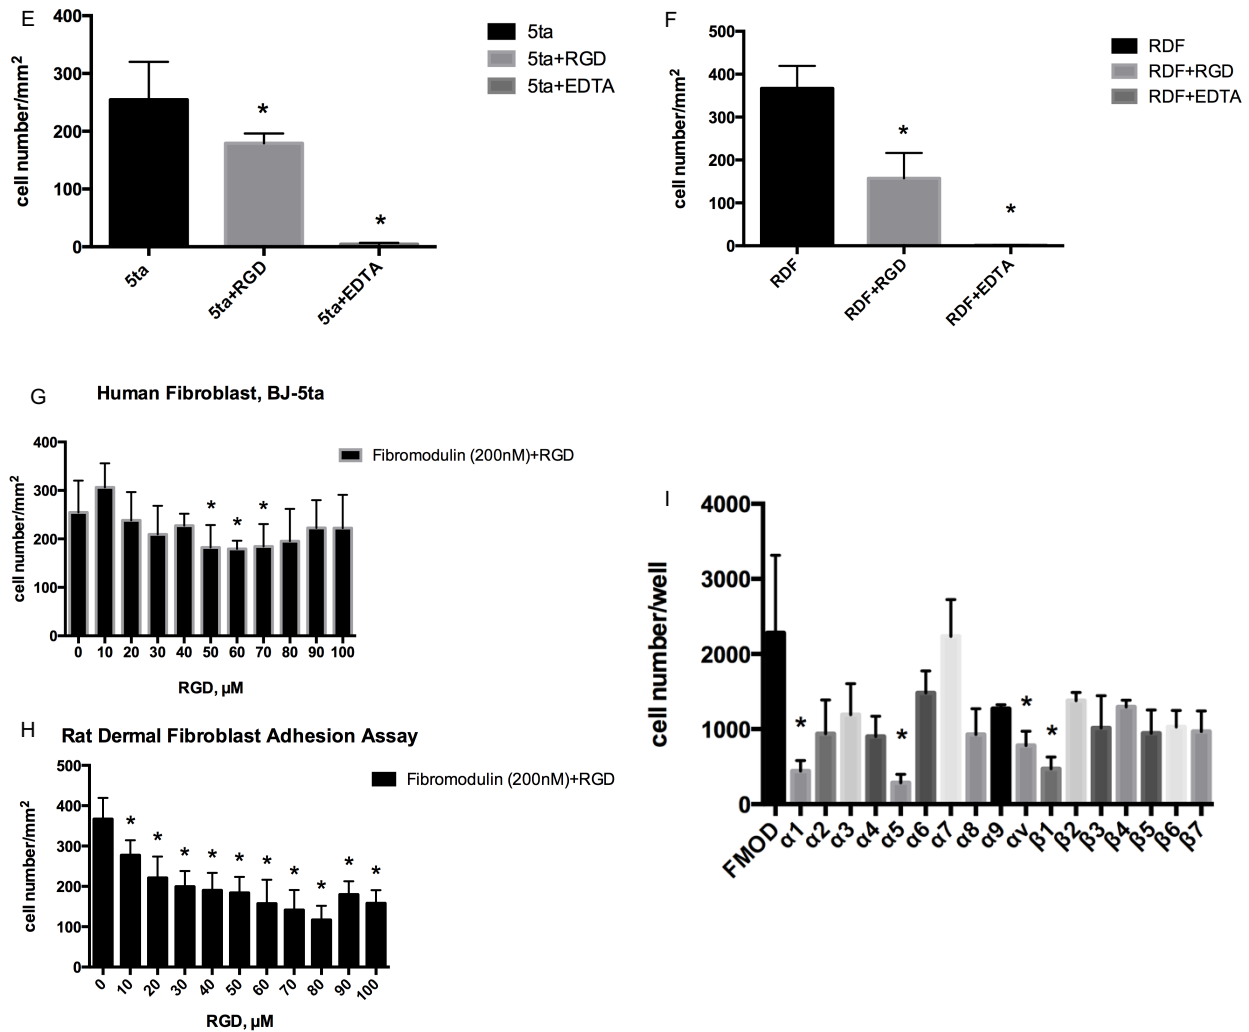 E
400
300
200
100
0
cell number/mm2
*
*
5ta
5ta+RGD
5ta+EDTA
5ta
5ta+RGD
5ta+EDTA
F
500
400
300
200
100
0
cell number/mm2
*
*
RDF
RDF+RGD
RDF+EDTA
RDF
RDF+RGD
RDF+EDTA
G
Human Fibroblast, BJ-5ta
400
300
200
100
0
cell number/mm2
* * *
Fibromodulin (200nM)+RGD
0 10 20 30 40 50 60 70 80 90 100
RGD, µM
H
Rat Dermal Fibroblast Adhesion Assay
500
400
300
200
100
0
cell number/mm2
* * * * * * * * * *
Fibromodulin (200nM)+RGD
0 10 20 30 40 50 60 70 80 90 100
RGD, µM
I
4000
3000
2000
1000
0
cell number/well
* * * *
FMOD α1 α2 α3 α4 α5 α6 α7 α8 α9 αv β1 β2 β3 β4 β5 β6 β7